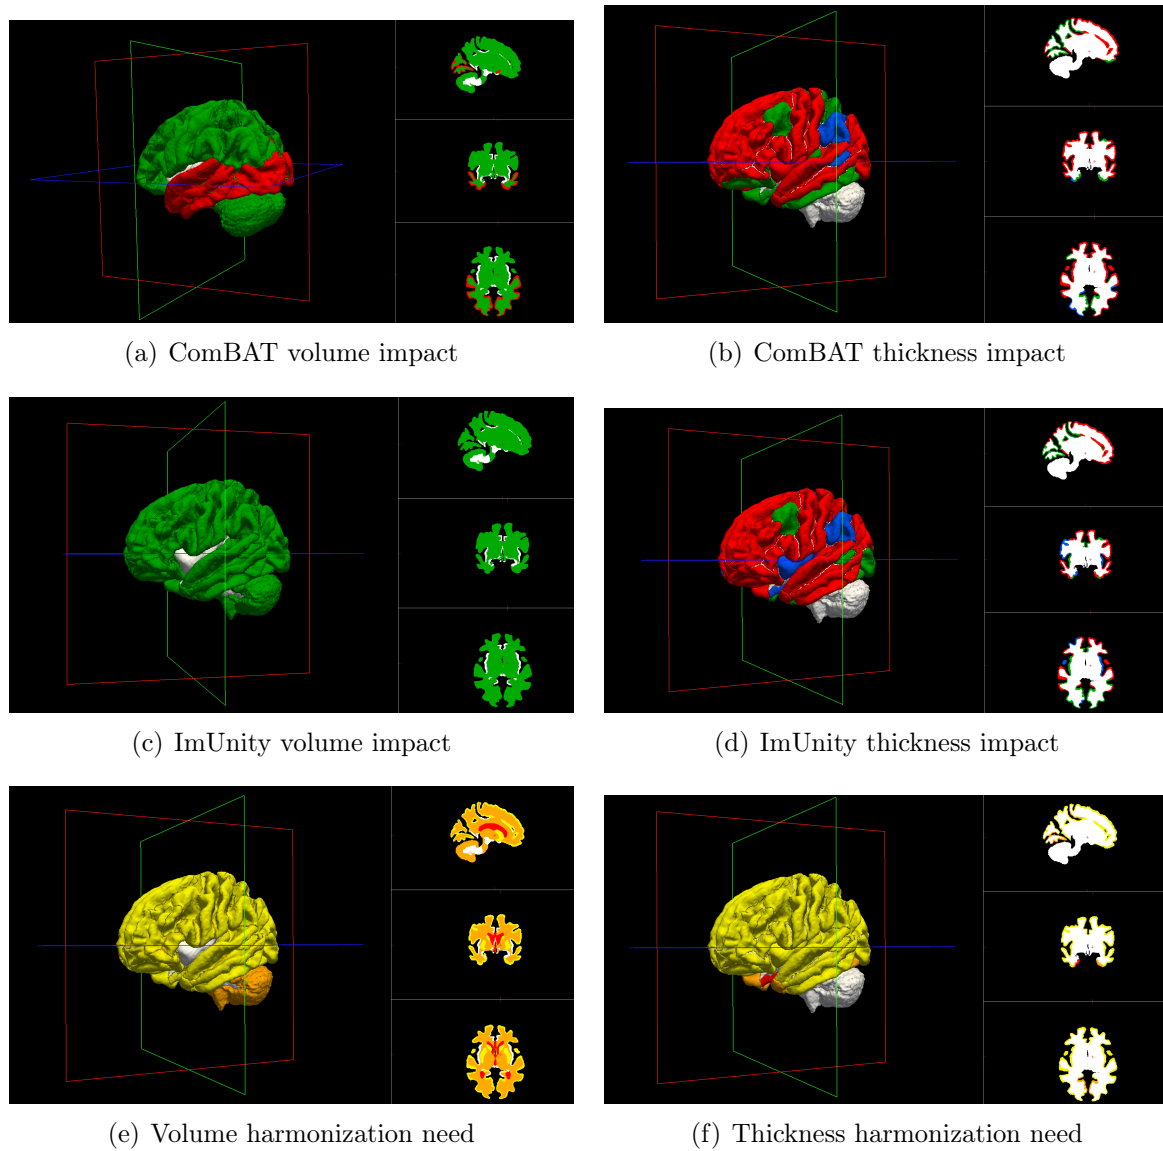 (a) ComBAT volume impact
(b) ComBAT thickness impact
(c) ImUnity volume impact
(d) ImUnity thickness impact
(e) Volume harmonization need
(f) Thickness harmonization need